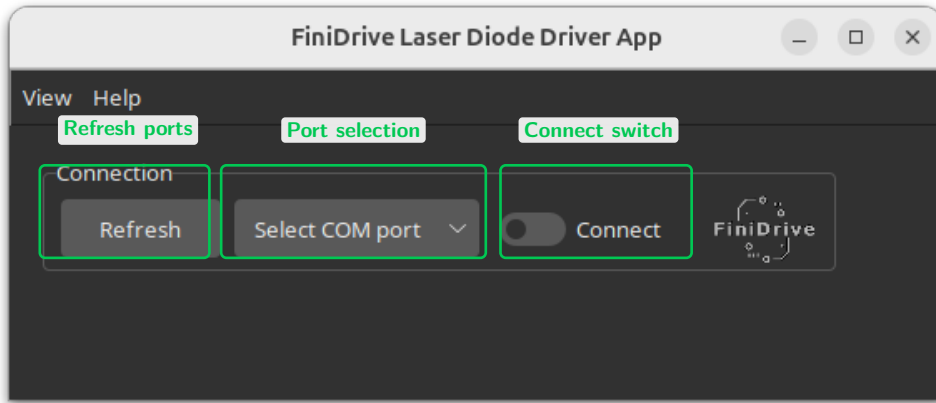 FiniDrive Laser Diode Driver App
View Help
Refresh ports Port selection Connect switch
Connection
Refresh Select COM port Connect FiniDrive